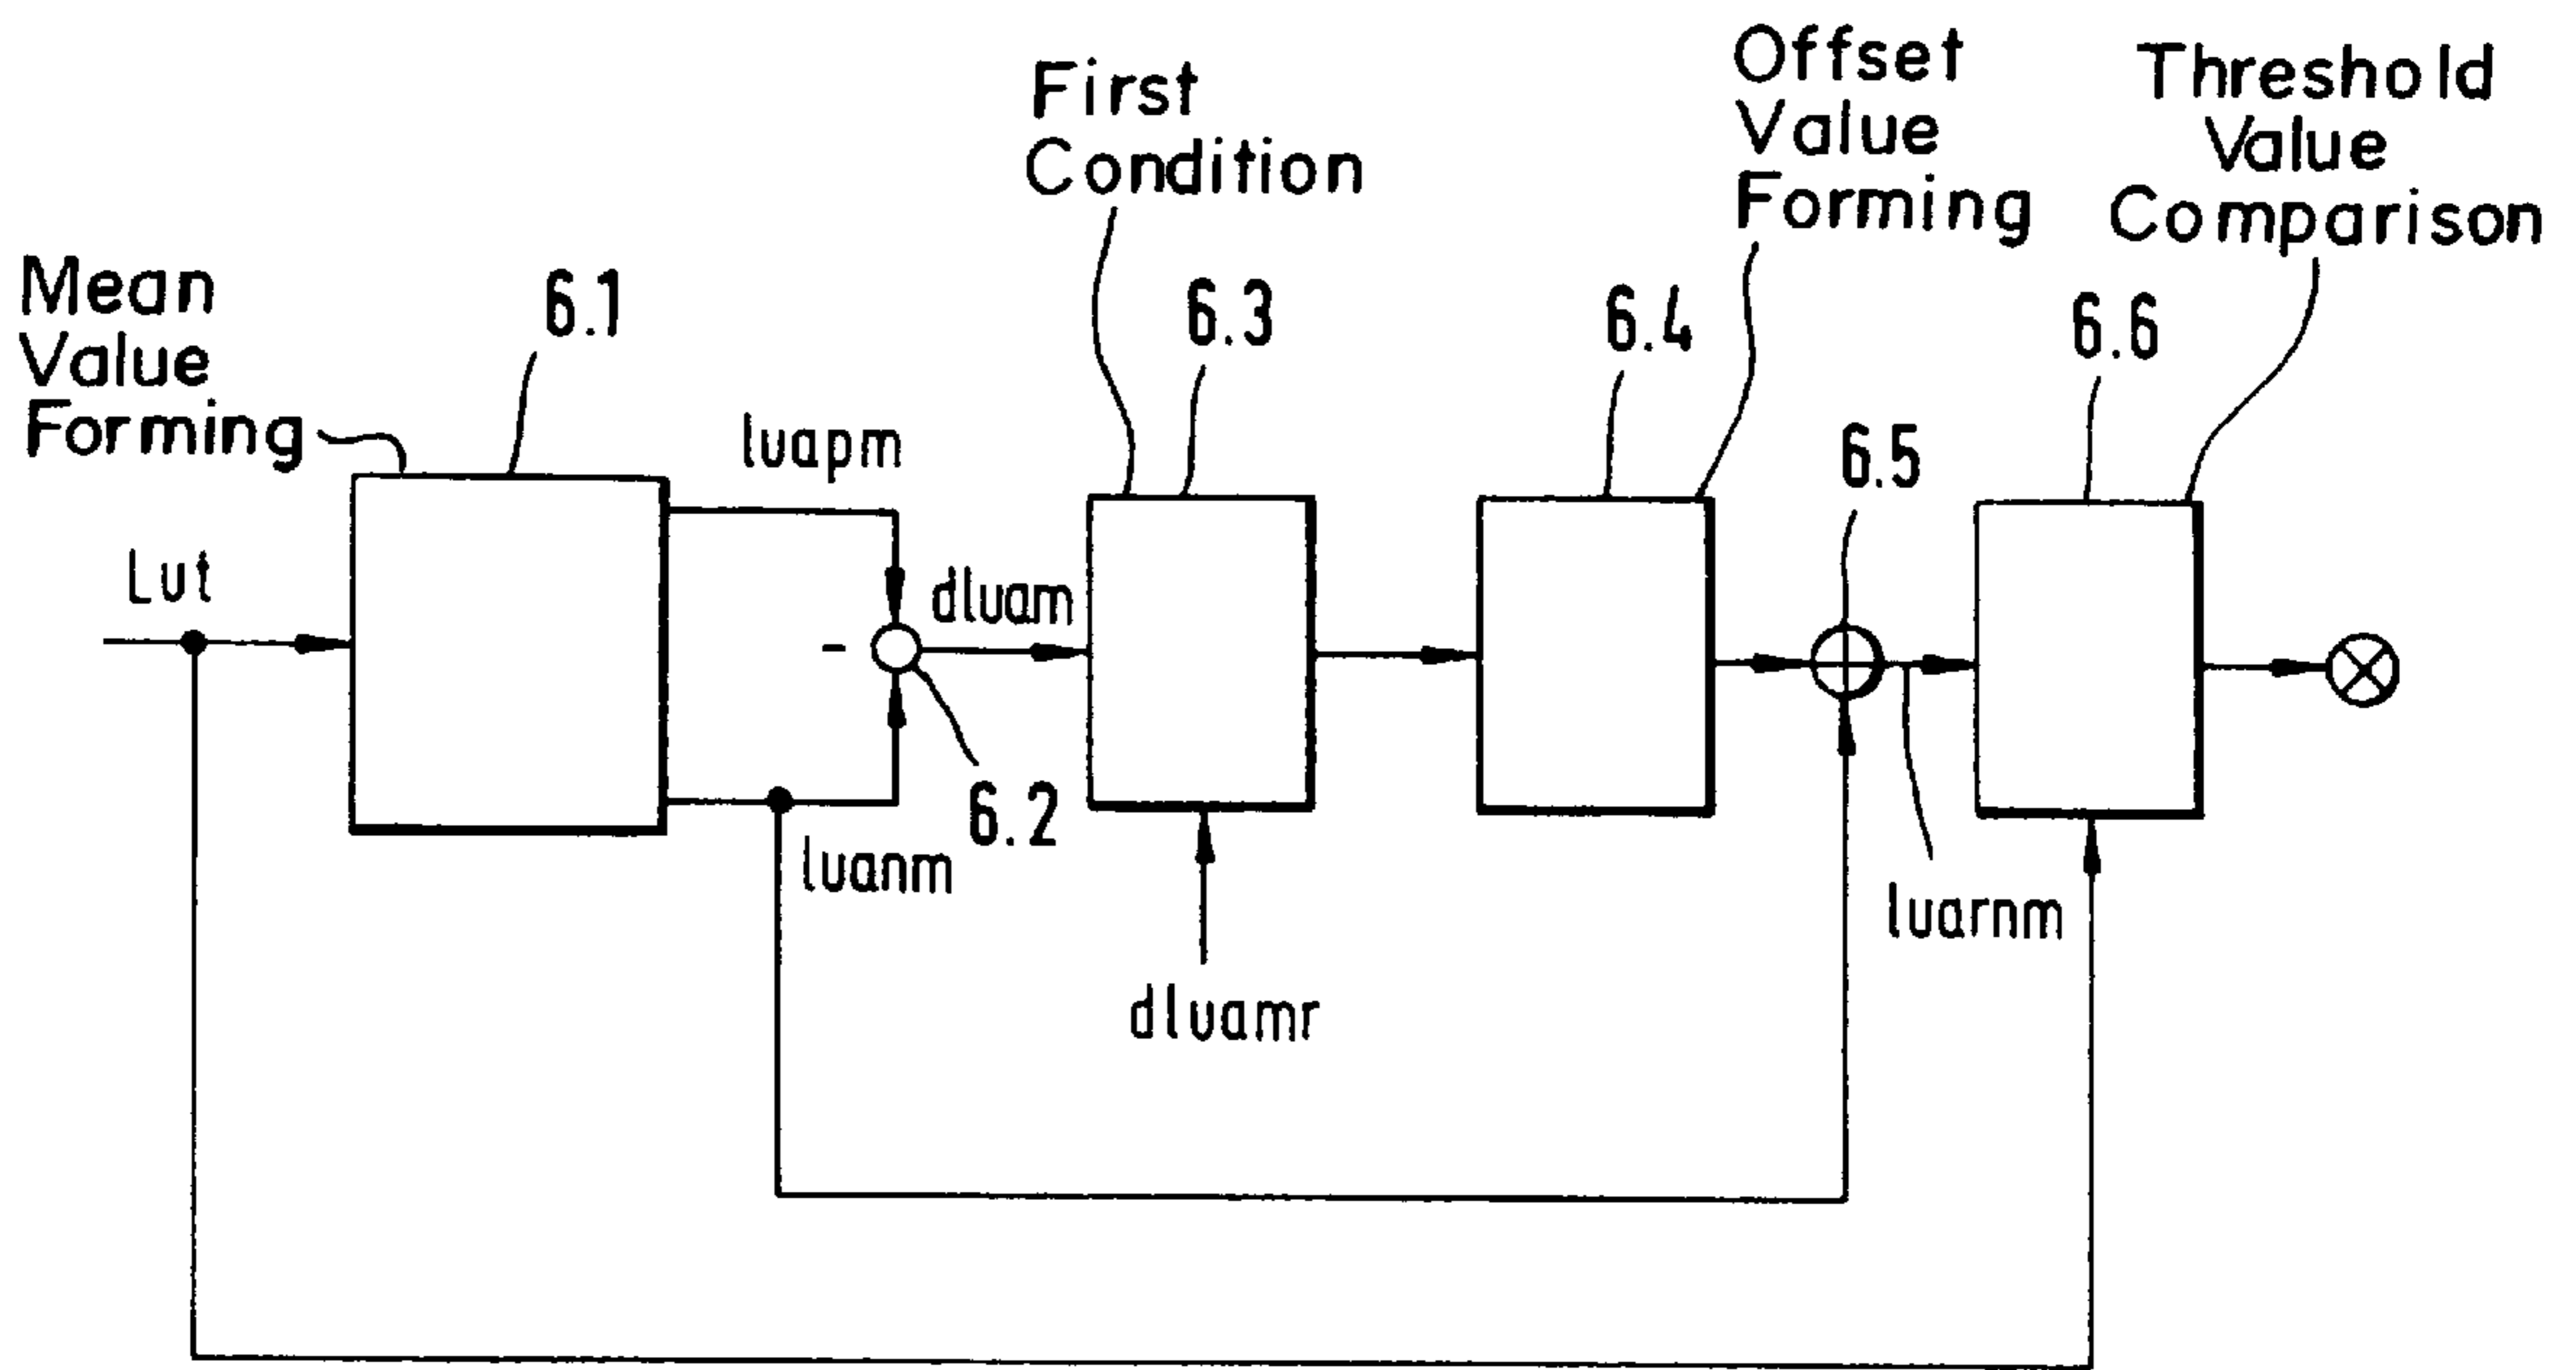 Offset
Value
Forming
Threshold
Value
Comparison
First
Condition
Mean
Value
Forming
6.1
6.3
6.4
6.6
6.5
luapm
Lut
dluam
-
6.2
luanm
luarnm
dluamr